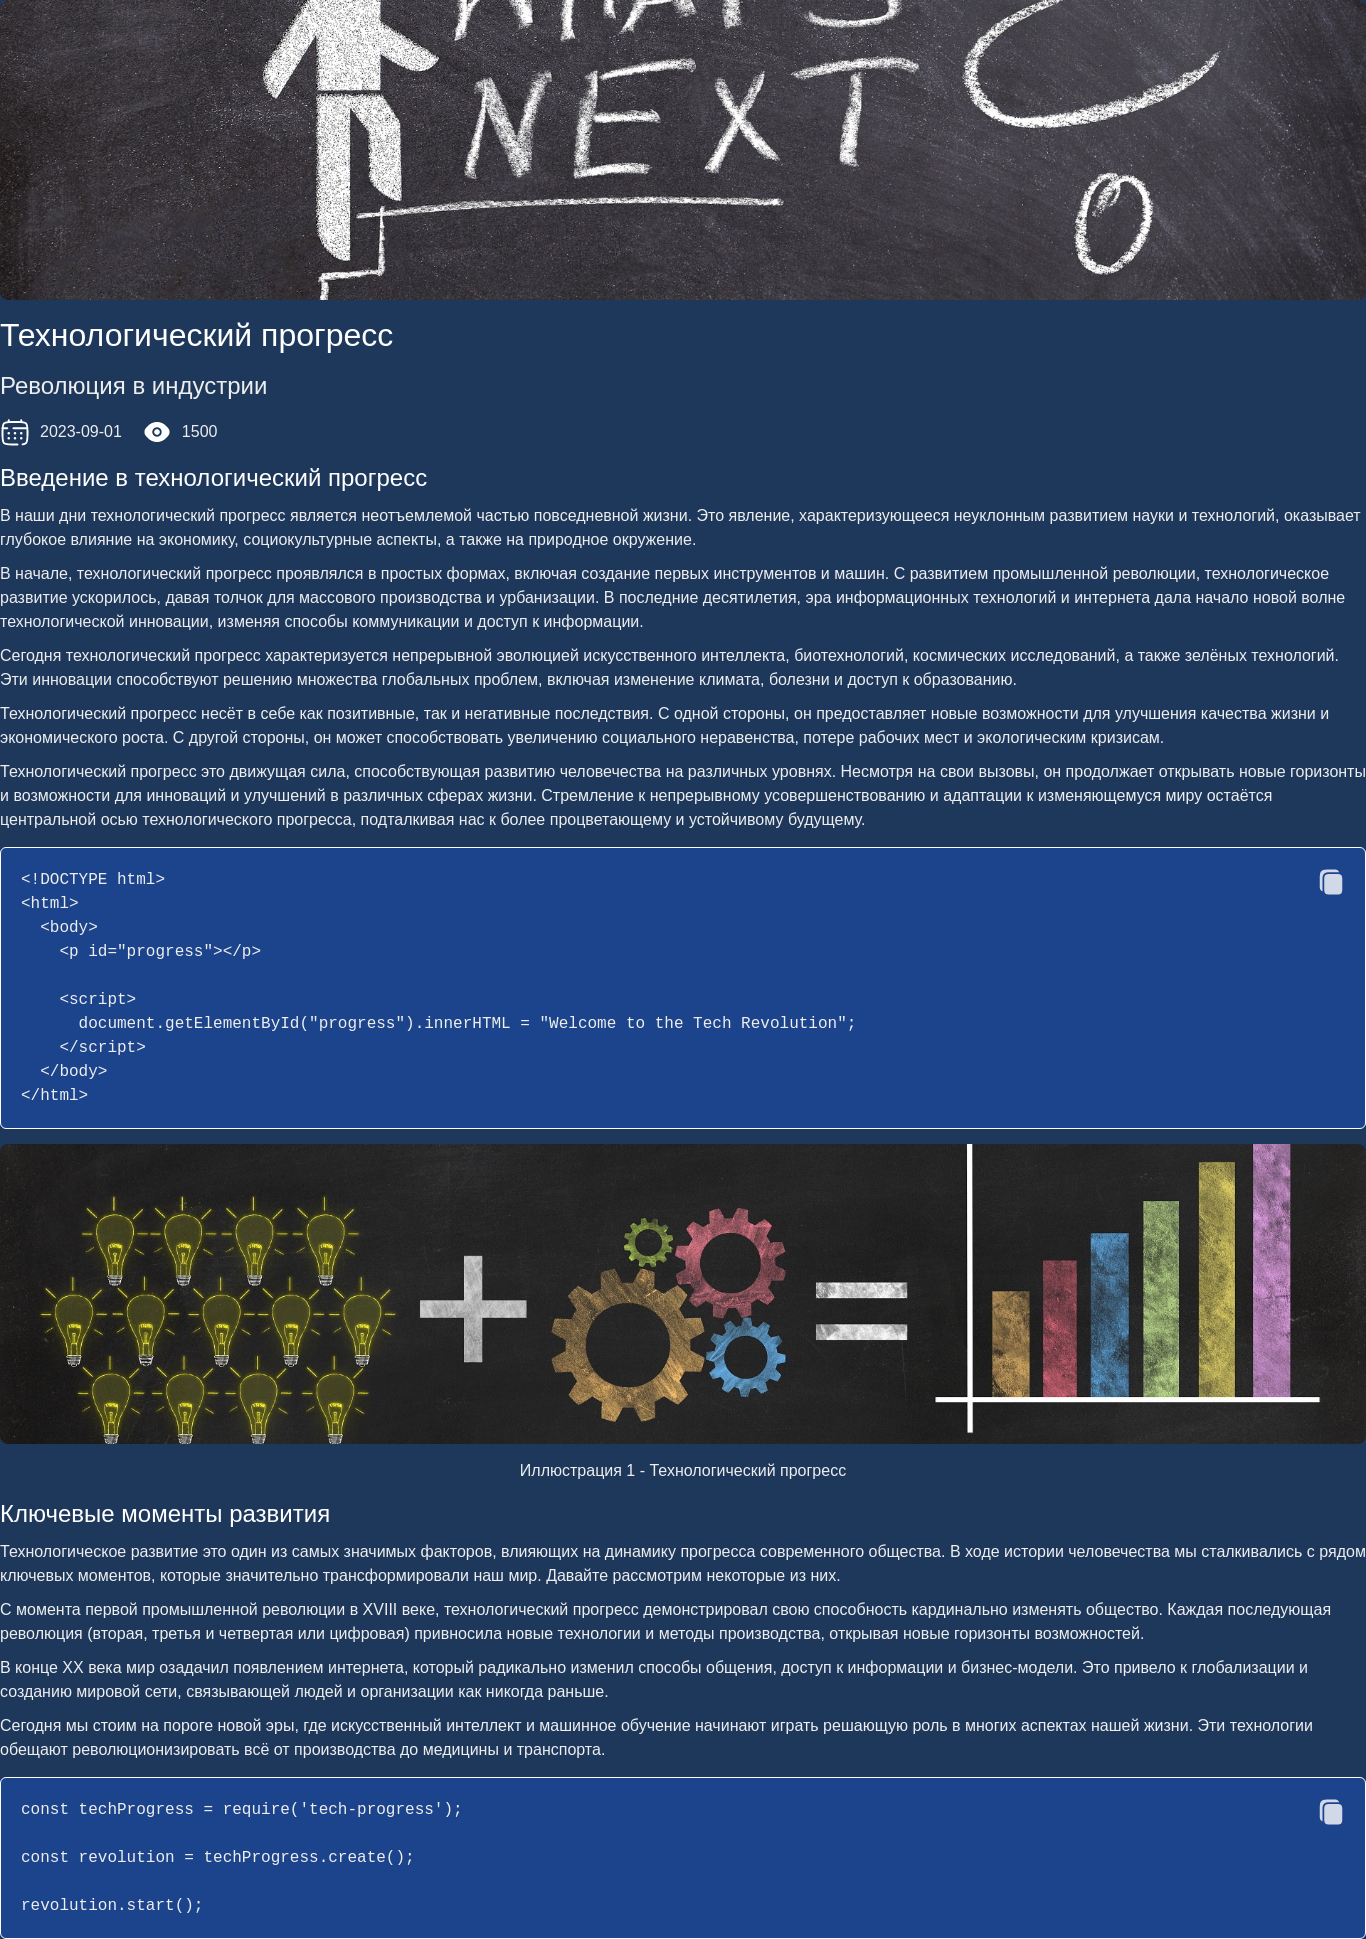 WHAT'S
NEXT
Технологический прогресс
Революция в индустрии
2023-09-01 1500
Введение в технологический прогресс
В наши дни технологический прогресс является неотъемлемой частью повседневной жизни. Это явление, характеризующееся неуклонным развитием науки и технологий, оказывает
глубокое влияние на экономику, социокультурные аспекты, а также на природное окружение.
В начале, технологический прогресс проявлялся в простых формах, включая создание первых инструментов и машин. С развитием промышленной революции, технологическое
развитие ускорилось, давая толчок для массового производства и урбанизации. В последние десятилетия, эра информационных технологий и интернета дала начало новой волне
технологической инновации, изменяя способы коммуникации и доступ к информации.
Сегодня технологический прогресс характеризуется непрерывной эволюцией искусственного интеллекта, биотехнологий, космических исследований, а также зелёных технологий.
Эти инновации способствуют решению множества глобальных проблем, включая изменение климата, болезни и доступ к образованию.
Технологический прогресс несёт в себе как позитивные, так и негативные последствия. С одной стороны, он предоставляет новые возможности для улучшения качества жизни и
экономического роста. С другой стороны, он может способствовать увеличению социального неравенства, потере рабочих мест и экологическим кризисам.
Технологический прогресс это движущая сила, способствующая развитию человечества на различных уровнях. Несмотря на свои вызовы, он продолжает открывать новые горизонты
и возможности для инноваций и улучшений в различных сферах жизни. Стремление к непрерывному усовершенствованию и адаптации к изменяющемуся миру остаётся
центральной осью технологического прогресса, подталкивая нас к более процветающему и устойчивому будущему.
<!DOCTYPE html>
<html>
  <body>
    <p id="progress"></p>
    <script>
      document.getElementById("progress").innerHTML = "Welcome to the Tech Revolution";
    </script>
  </body>
</html>
Иллюстрация 1 - Технологический прогресс
Ключевые моменты развития
Технологическое развитие это один из самых значимых факторов, влияющих на динамику прогресса современного общества. В ходе истории человечества мы сталкивались с рядом
ключевых моментов, которые значительно трансформировали наш мир. Давайте рассмотрим некоторые из них.
С момента первой промышленной революции в XVIII веке, технологический прогресс демонстрировал свою способность кардинально изменять общество. Каждая последующая
революция (вторая, третья и четвертая или цифровая) привносила новые технологии и методы производства, открывая новые горизонты возможностей.
В конце XX века мир озадачил появлением интернета, который радикально изменил способы общения, доступ к информации и бизнес-модели. Это привело к глобализации и
созданию мировой сети, связывающей людей и организации как никогда раньше.
Сегодня мы стоим на пороге новой эры, где искусственный интеллект и машинное обучение начинают играть решающую роль в многих аспектах нашей жизни. Эти технологии
обещают революционизировать всё от производства до медицины и транспорта.
const techProgress = require('tech-progress');
const revolution = techProgress.create();
revolution.start();